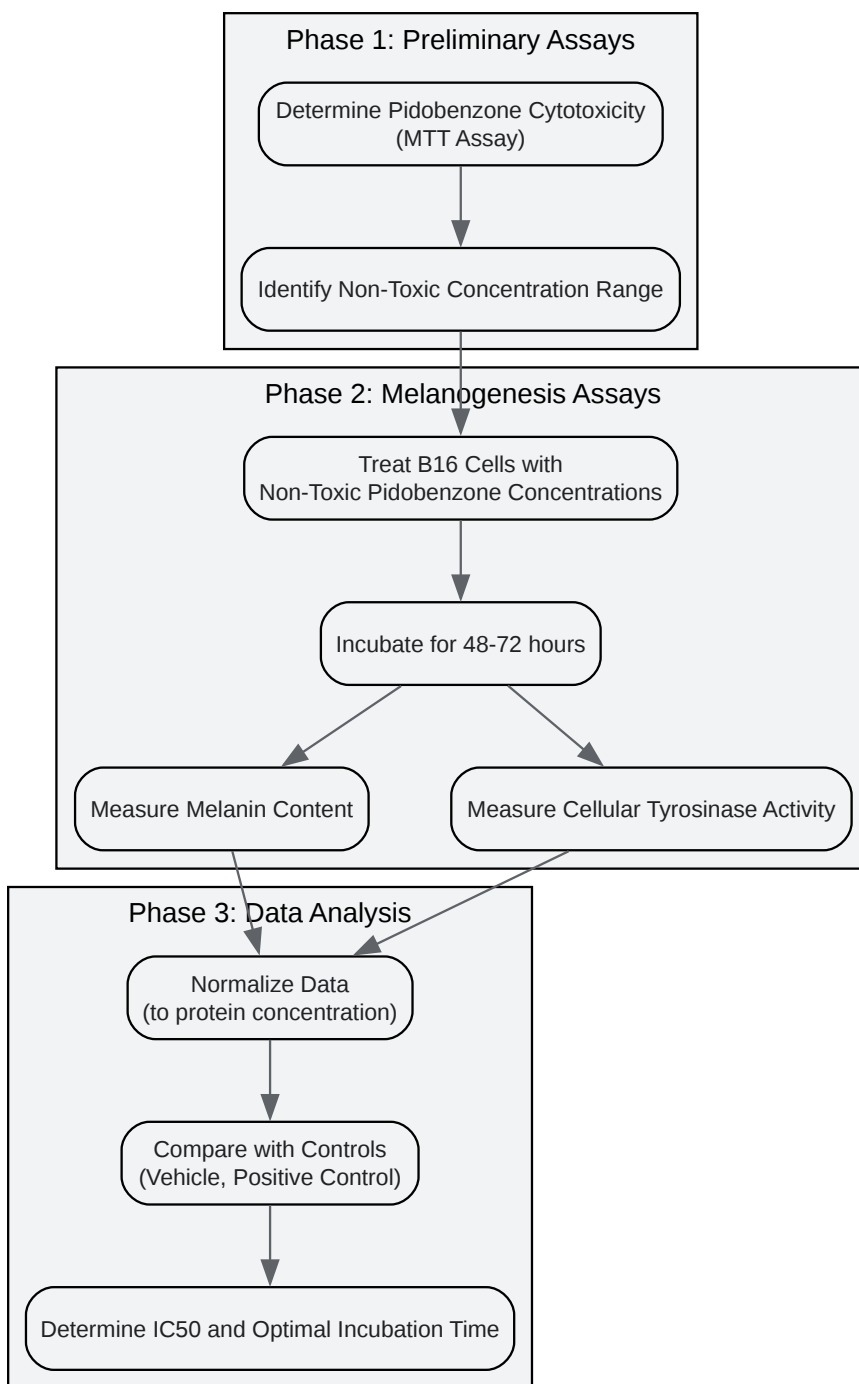 Phase 1: Preliminary Assays
Determine Pidobenzone Cytotoxicity
(MTT Assay)
Identify Non-Toxic Concentration Range
Phase 2: Melanogenesis Assays
Treat B16 Cells with
Non-Toxic Pidobenzone Concentrations
Incubate for 48-72 hours
Measure Melanin Content
Measure Cellular Tyrosinase Activity
Phase 3: Data Analysis
Normalize Data
(to protein concentration)
Compare with Controls
(Vehicle, Positive Control)
Determine IC50 and Optimal Incubation Time